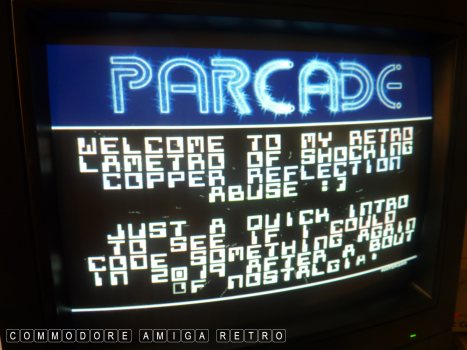 PARCADE
WELCOME TO MY RETRO
LAMETRO OF SHOCKING
COPPER REFLECTION
ABUSE :)
JUST A QUICK INTRO
TO SEE IF I COULD
CODE SOMETHING AGAIN
IN 2019 AFTER A BOUT
OF NOSTALGIA
COMMODORE AMIGA RETRO